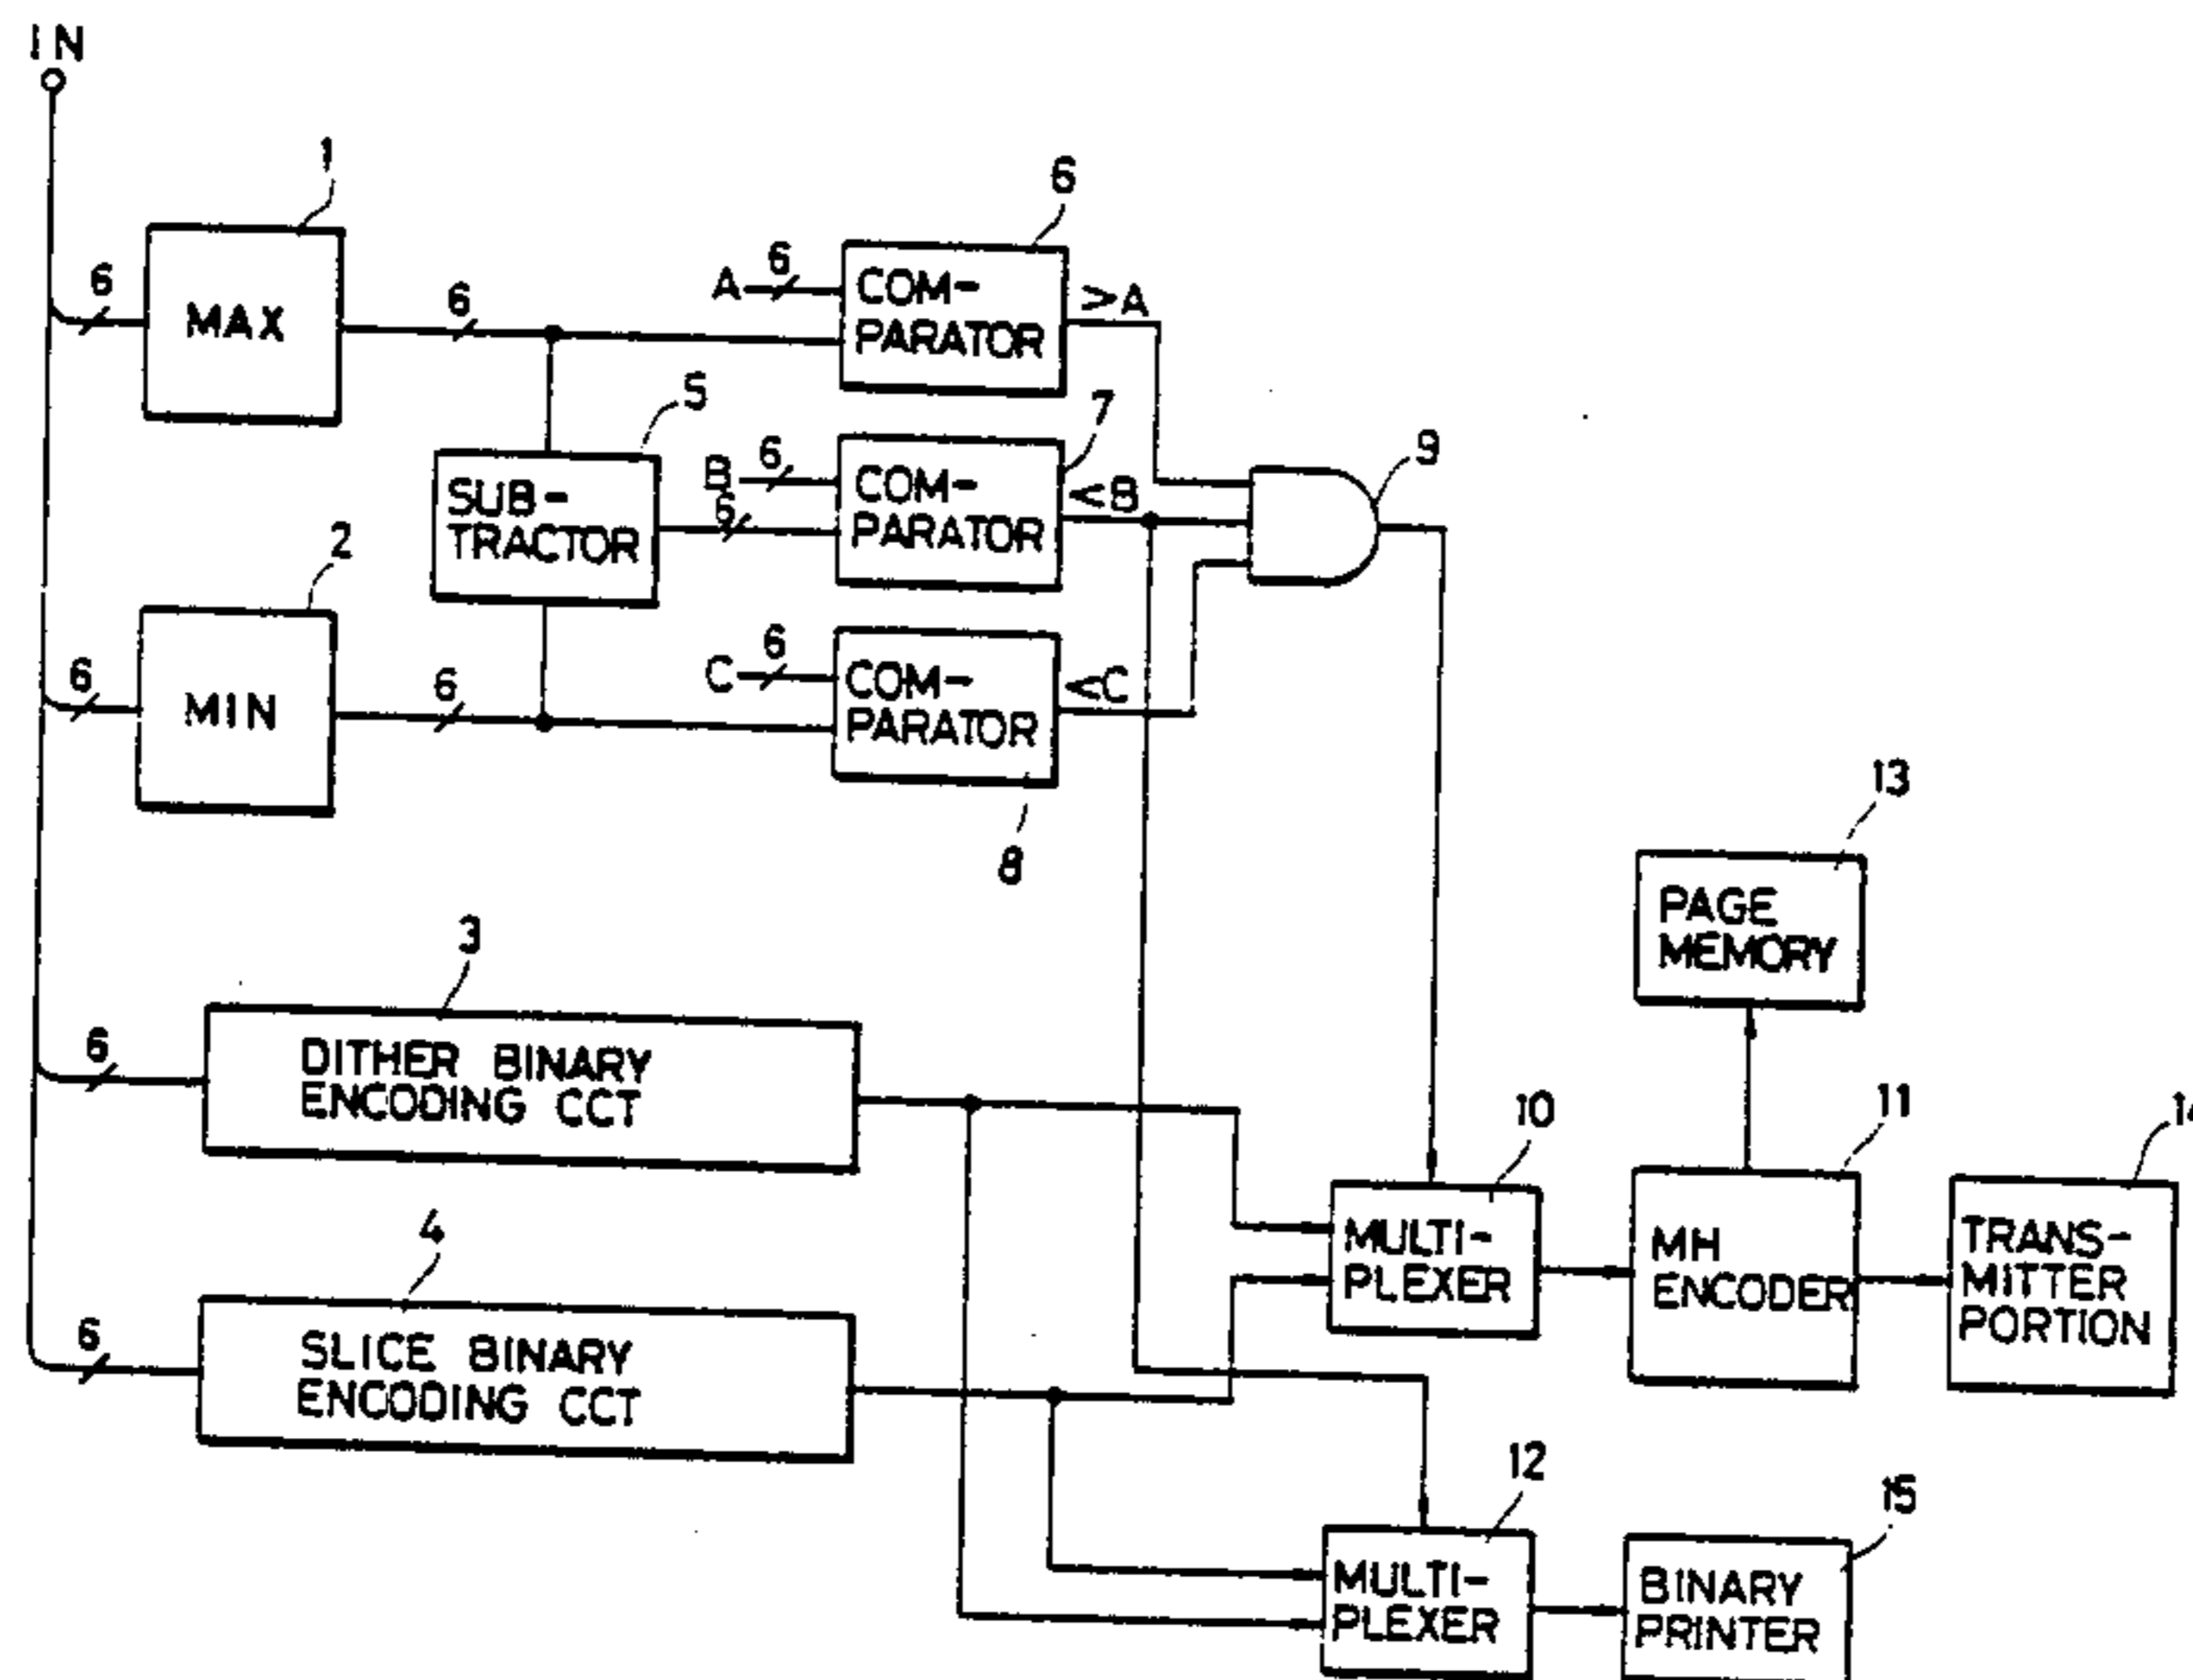 IN
1
6
MAX
6
A
6
6
COM-
PARATOR
>A
5
SUB-
TRACTOR
B
6
6
7
COM-
PARATOR
<B
9
2
6
MIN
6
C
6
COM-
PARATOR
<C
8
13
PAGE
MEMORY
3
6
DITHER BINARY
ENCODING CCT
10
MULTI-
PLEXER
11
MH
ENCODER
TRANS-
MITTER
PORTION
4
6
SLICE BINARY
ENCODING CCT
12
MULTI-
PLEXER
15
BINARY
PRINTER